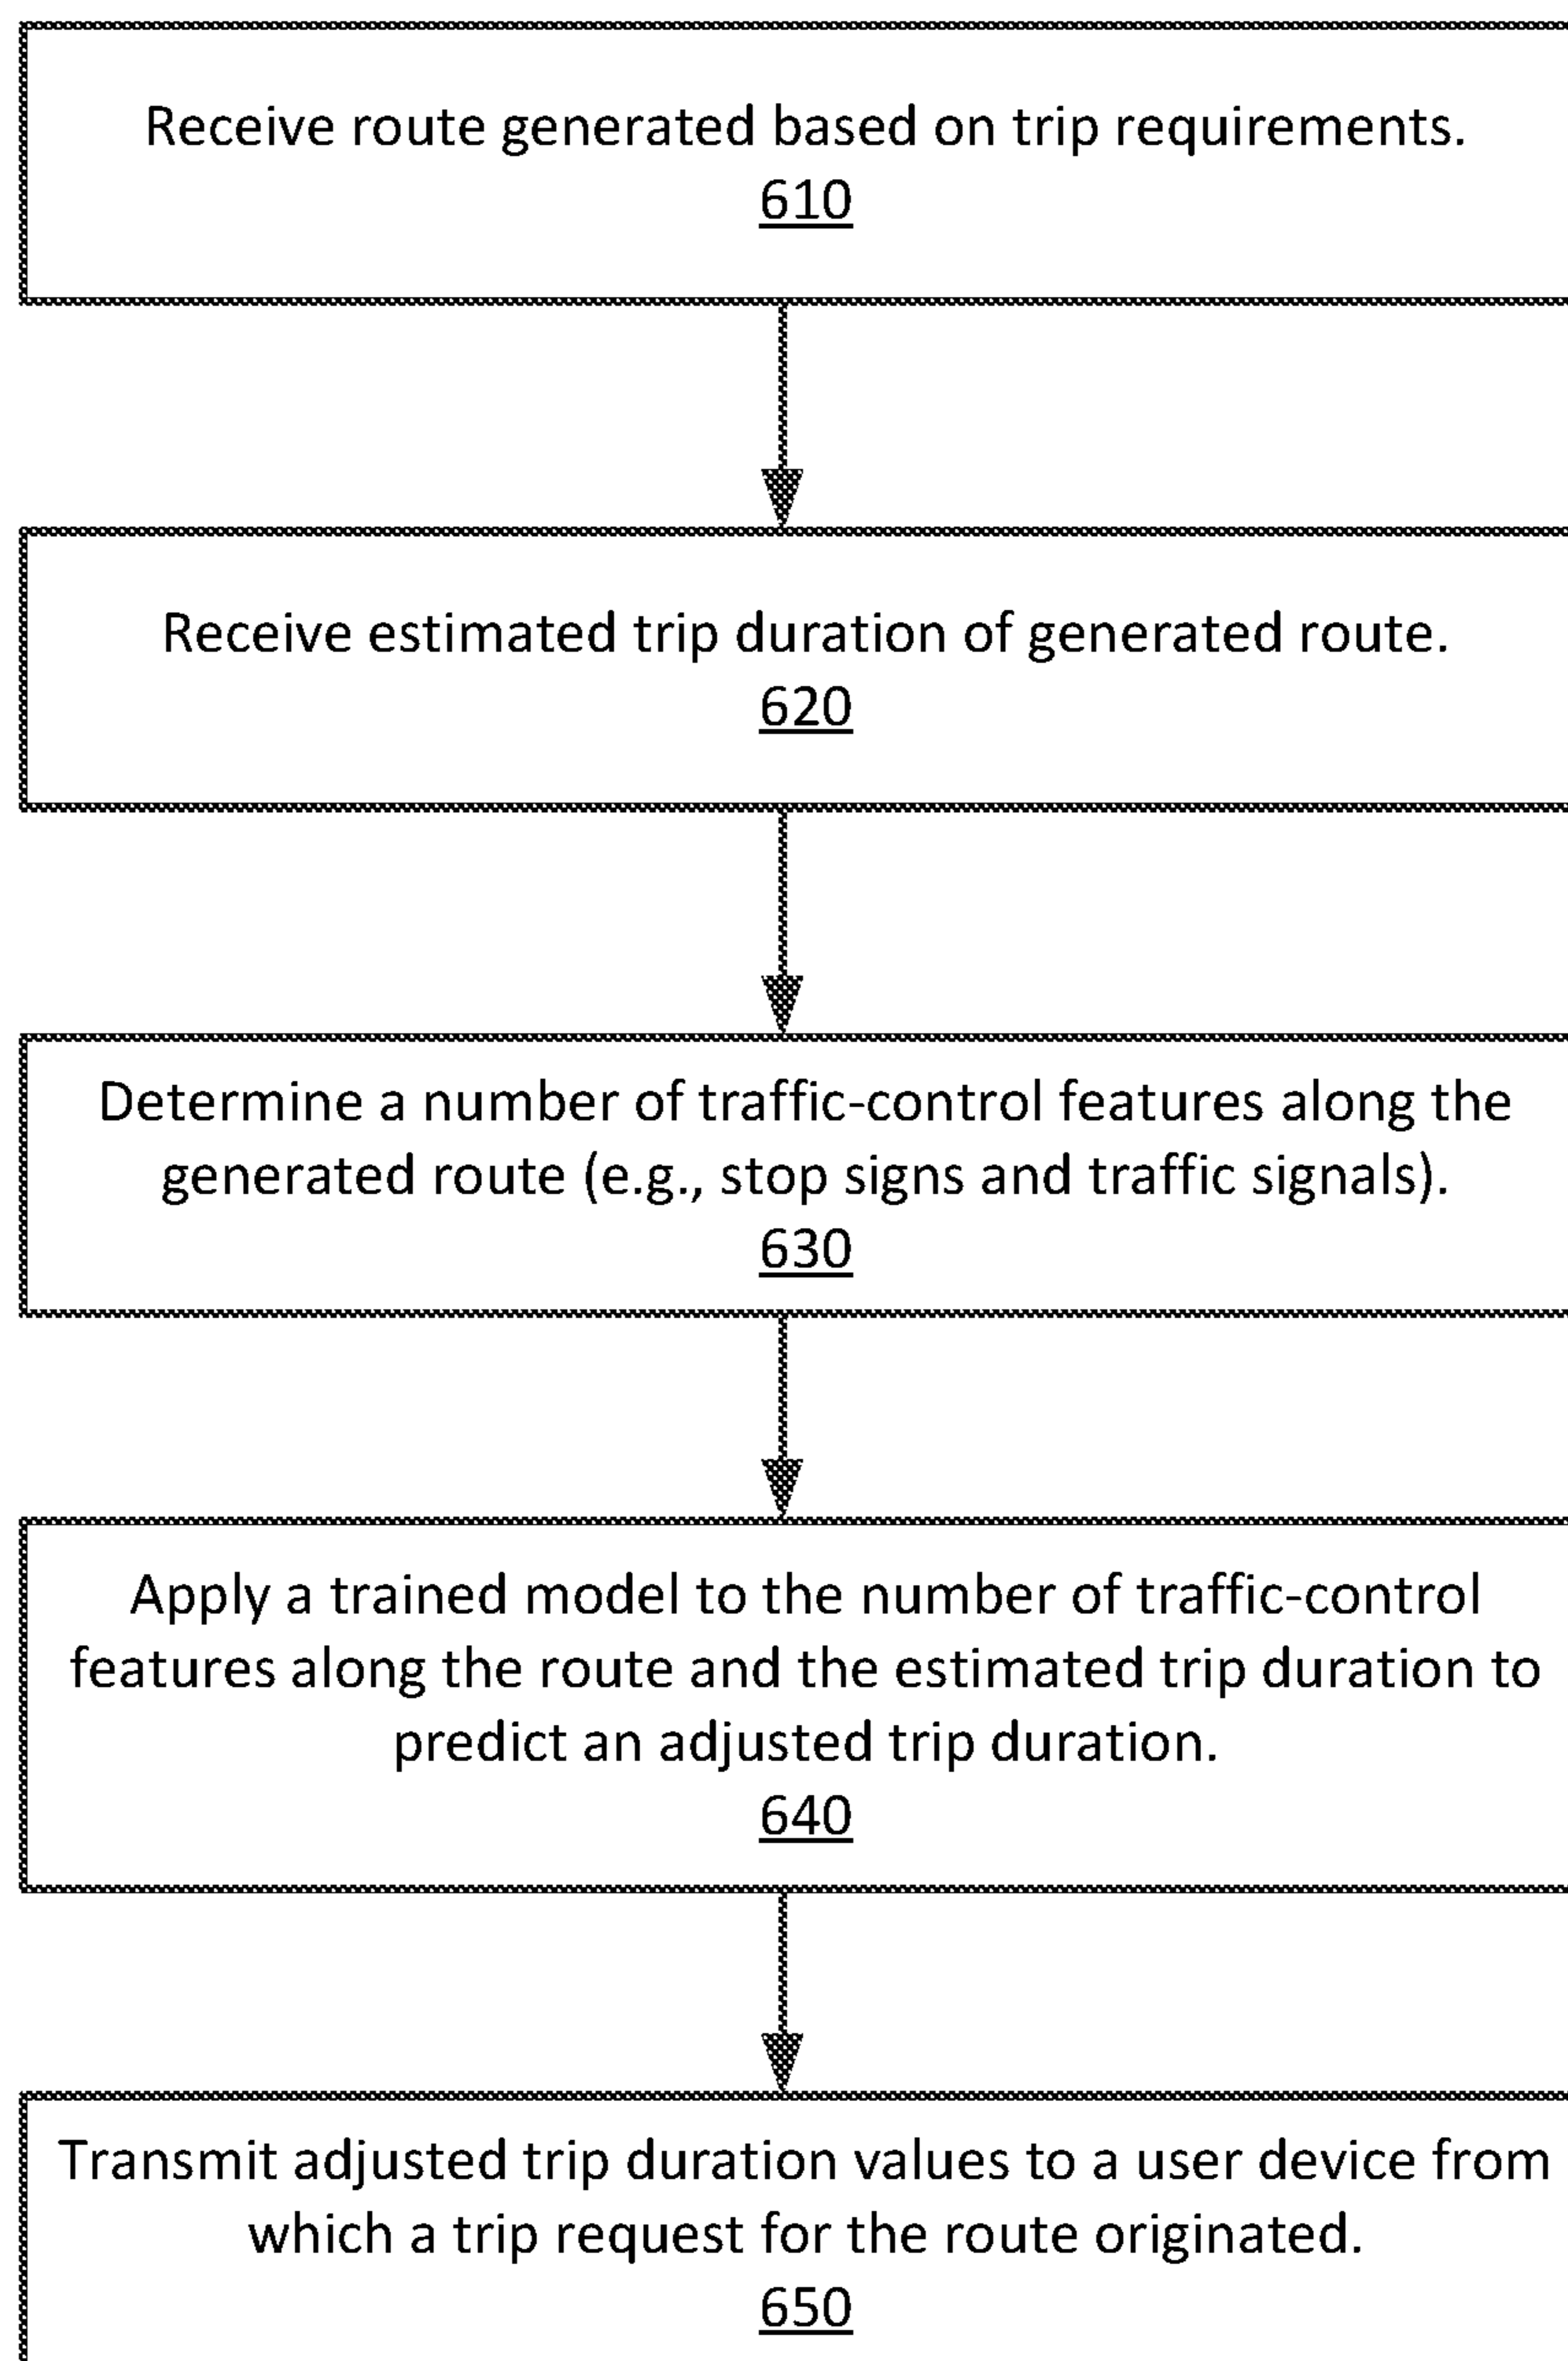 Receive route generated based on trip requirements.
610
Receive estimated trip duration of generated route.
620
Determine a number of traffic-control features along the
generated route (e.g., stop signs and traffic signals).
630
Apply a trained model to the number of traffic-control
features along the route and the estimated trip duration to
predict an adjusted trip duration.
640
Transmit adjusted trip duration values to a user device from
which a trip request for the route originated.
650